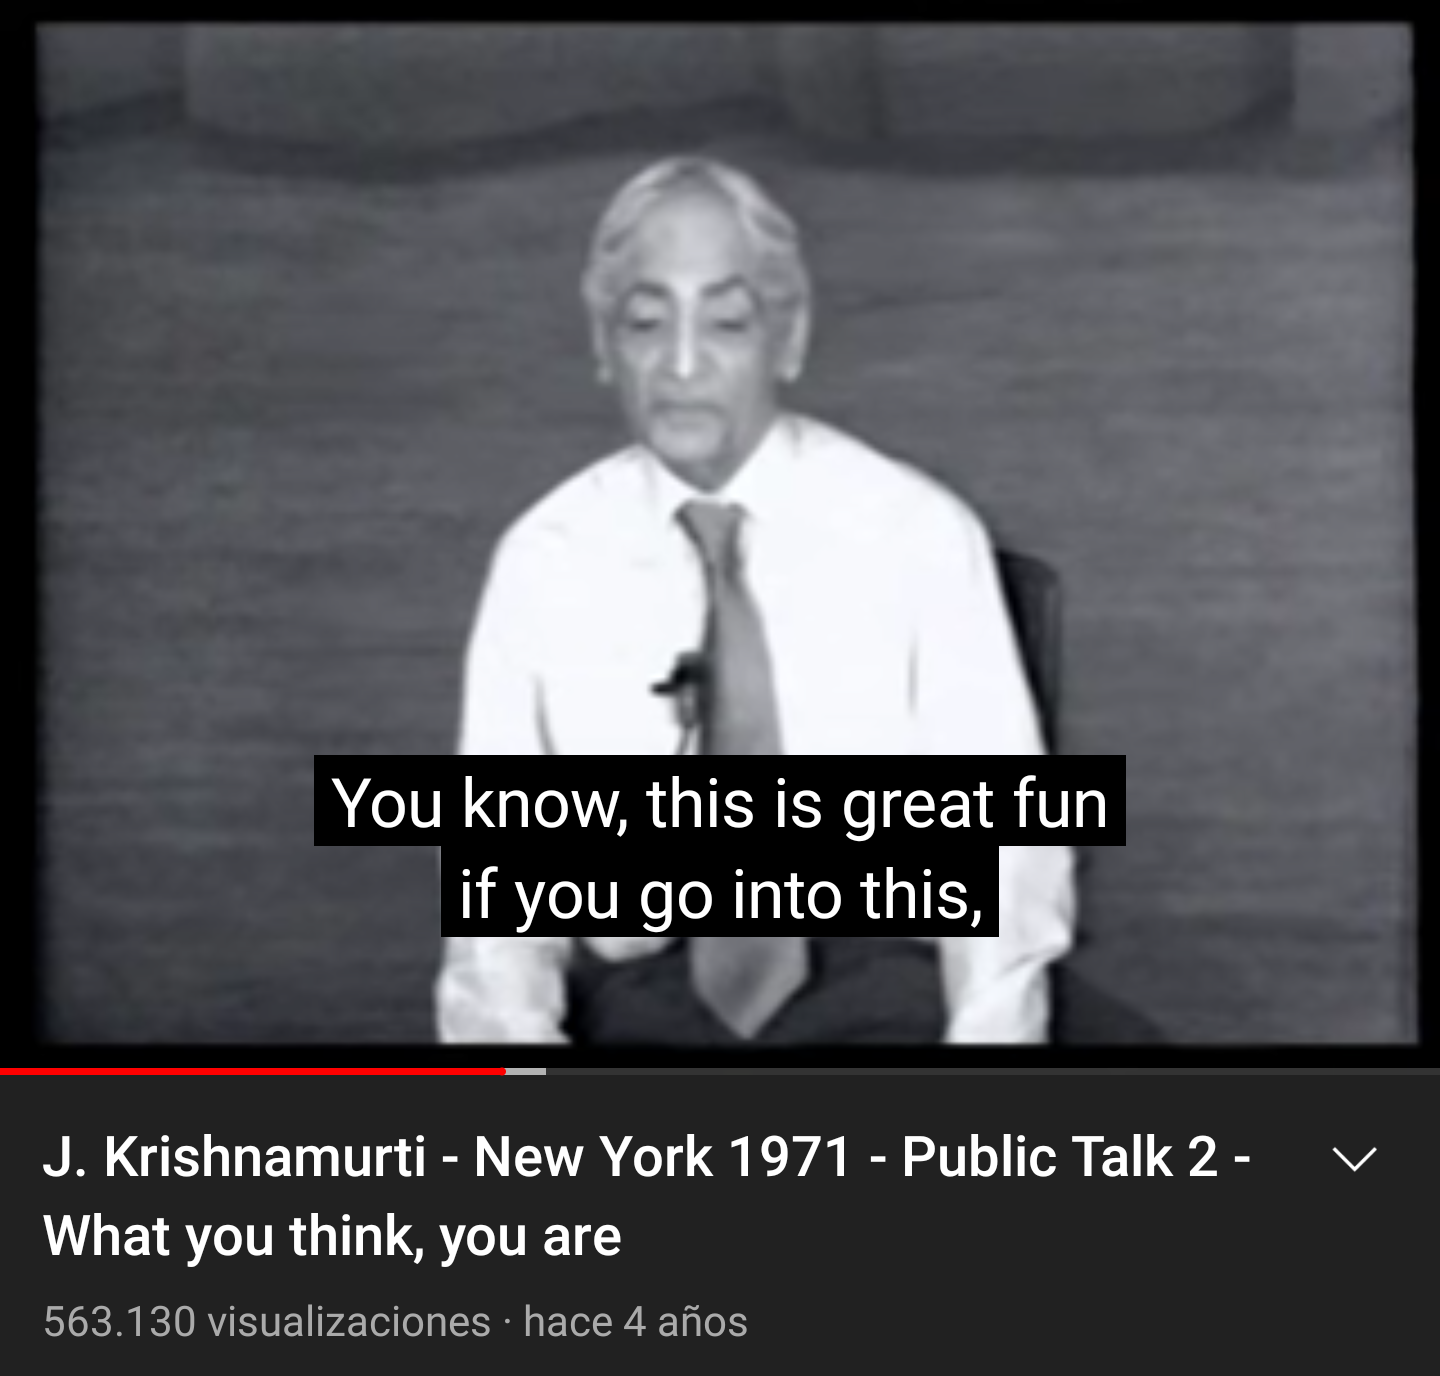 You know, this is great fun
if you go into this,
J. Krishnamurti - New York 1971 - Public Talk 2 -
What you think, you are
563.130 visualizaciones · hace 4 años